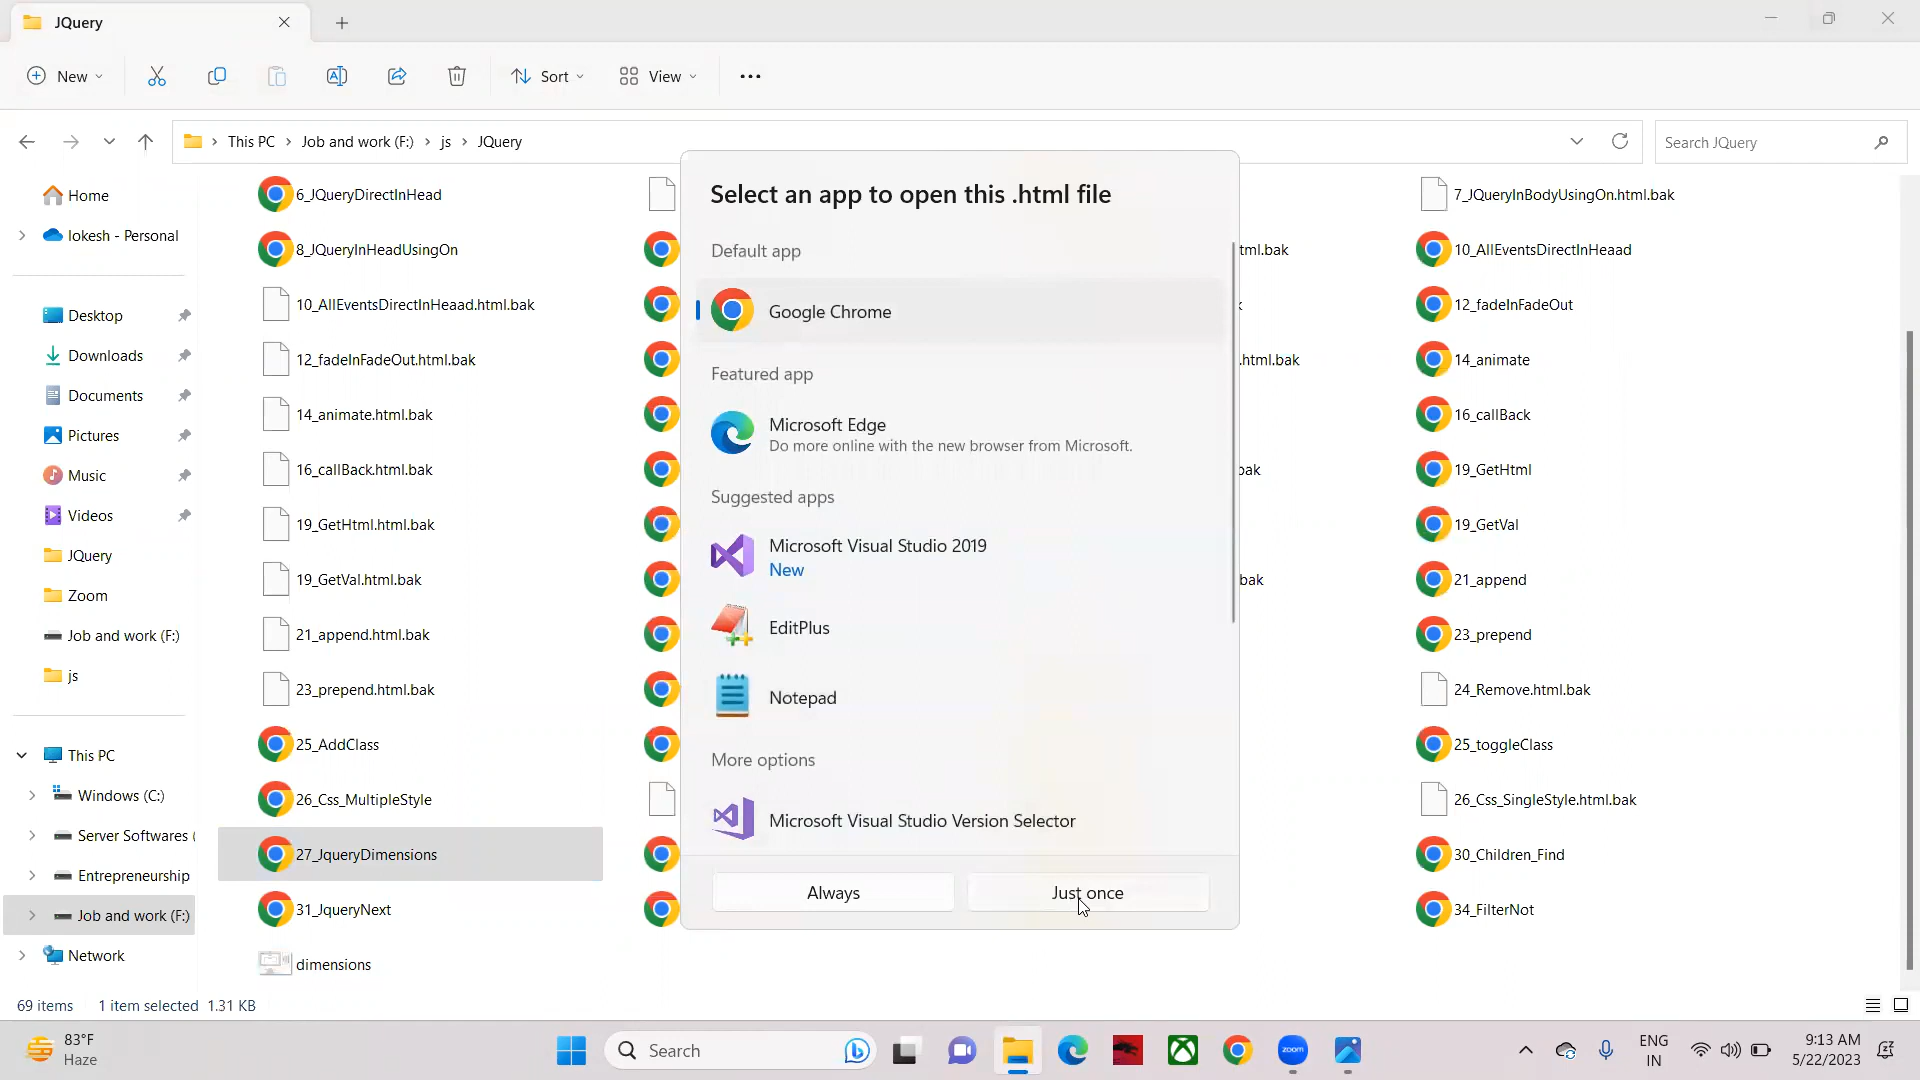 JQuery
New
Sort
View
This PC
Job and work (F:)
js
JQuery
Search JQuery
Home
lokesh - Personal
Desktop
Downloads
Documents
Pictures
Music
Videos
JQuery
Zoom
Job and work (F:)
js
This PC
Windows (C:)
Server Softwares (
Entrepreneurship
Job and work (F:)
Network
6_JQueryDirectInHead
7_JQueryInBodyUsingOn.html.bak
8_JQueryInHeadUsingOn
tml.bak
10_AllEventsDirectInHeaad
10_AllEventsDirectInHeaad.html.bak
12_fadeInFadeOut
12_fadeInFadeOut.html.bak
.html.bak
14_animate
14_animate.html.bak
16_callBack
16_callBack.html.bak
bak
19_GetHtml
19_GetHtml.html.bak
19_GetVal
19_GetVal.html.bak
bak
21_append
21_append.html.bak
23_prepend
23_prepend.html.bak
24_Remove.html.bak
25_AddClass
25_toggleClass
26_Css_MultipleStyle
26_Css_SingleStyle.html.bak
27_JqueryDimensions
30_Children_Find
31_JqueryNext
34_FilterNot
dimensions
Select an app to open this .html file
Default app
Google Chrome
Featured app
Microsoft Edge
Do more online with the new browser from Microsoft.
Suggested apps
Microsoft Visual Studio 2019
New
EditPlus
Notepad
More options
Microsoft Visual Studio Version Selector
Always
Just once
69 items
1 item selected 1.31 KB
83°F
Haze
Search
zoom
ENG
IN
9:13 AM
5/22/2023